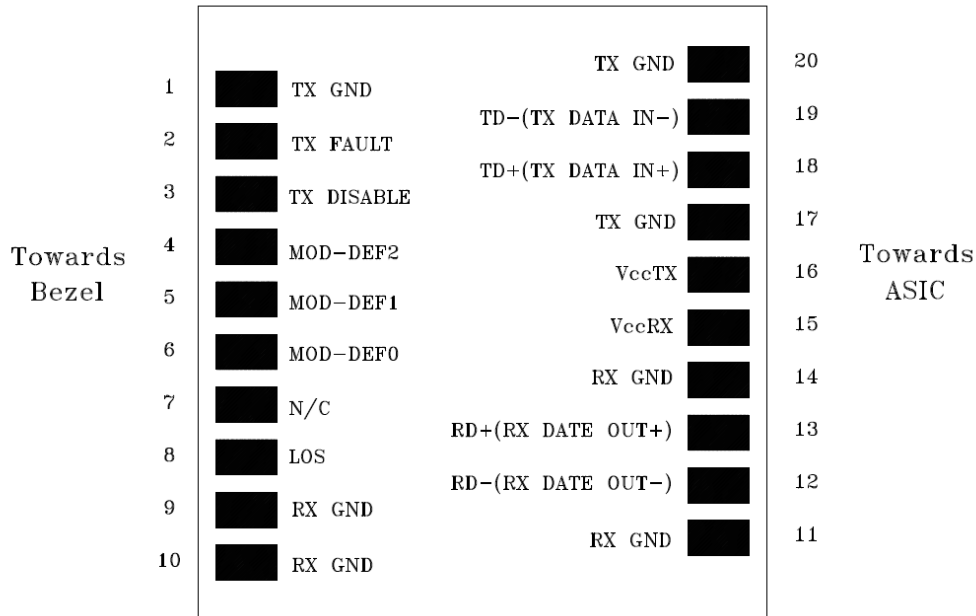 1 TX GND
2 TX FAULT
3 TX DISABLE
4 MOD-DEF2
5 MOD-DEF1
6 MOD-DEF0
7 N/C
8 LOS
9 RX GND
10 RX GND
Towards
Bezel
TX GND 20
TD-(TX DATA IN-) 19
TD+(TX DATA IN+) 18
TX GND 17
VccTX 16
VccRX 15
RX GND 14
RD+(RX DATE OUT+) 13
RD-(RX DATE OUT-) 12
RX GND 11
Towards
ASIC